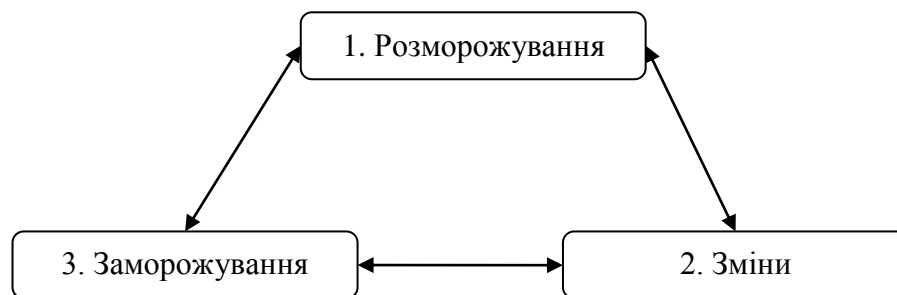 1. Розморожування
3. Заморожування
2. Зміни